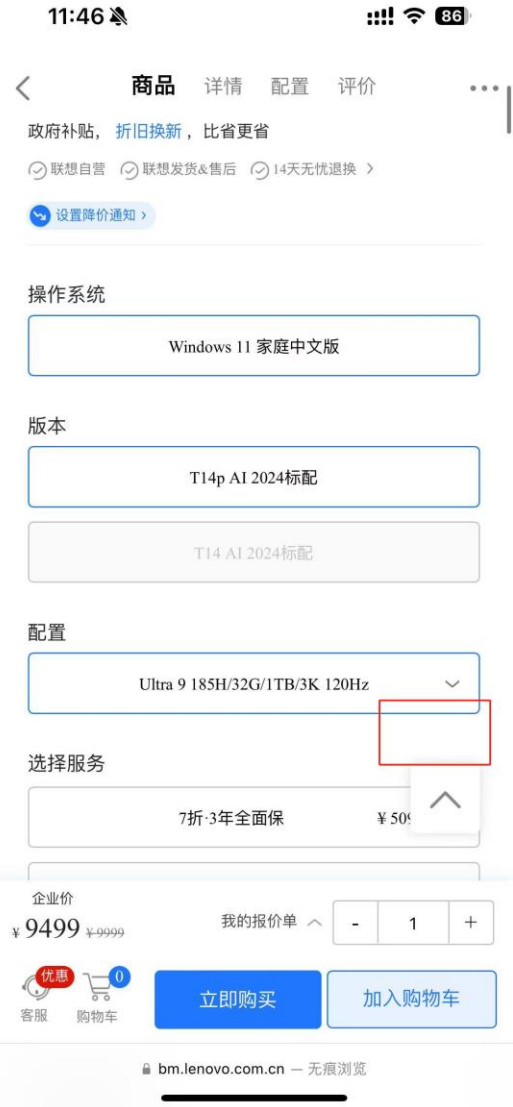 11:46
86
商品 详情 配置 评价
政府补贴，折旧换新，比省更省
联想自营 联想发货&售后 14天无忧退换
设置降价通知
操作系统
Windows 11 家庭中文版
版本
T14p AI 2024标配
T14 AI 2024标配
配置
Ultra 9 185H/32G/1TB/3K 120Hz
选择服务
7折·3年全面保 ¥ 509
企业价
¥ 9499 ¥ 9999
我的报价单 - 1 +
优惠 0
客服 购物车 立即购买 加入购物车
bm.lenovo.com.cn — 无痕浏览